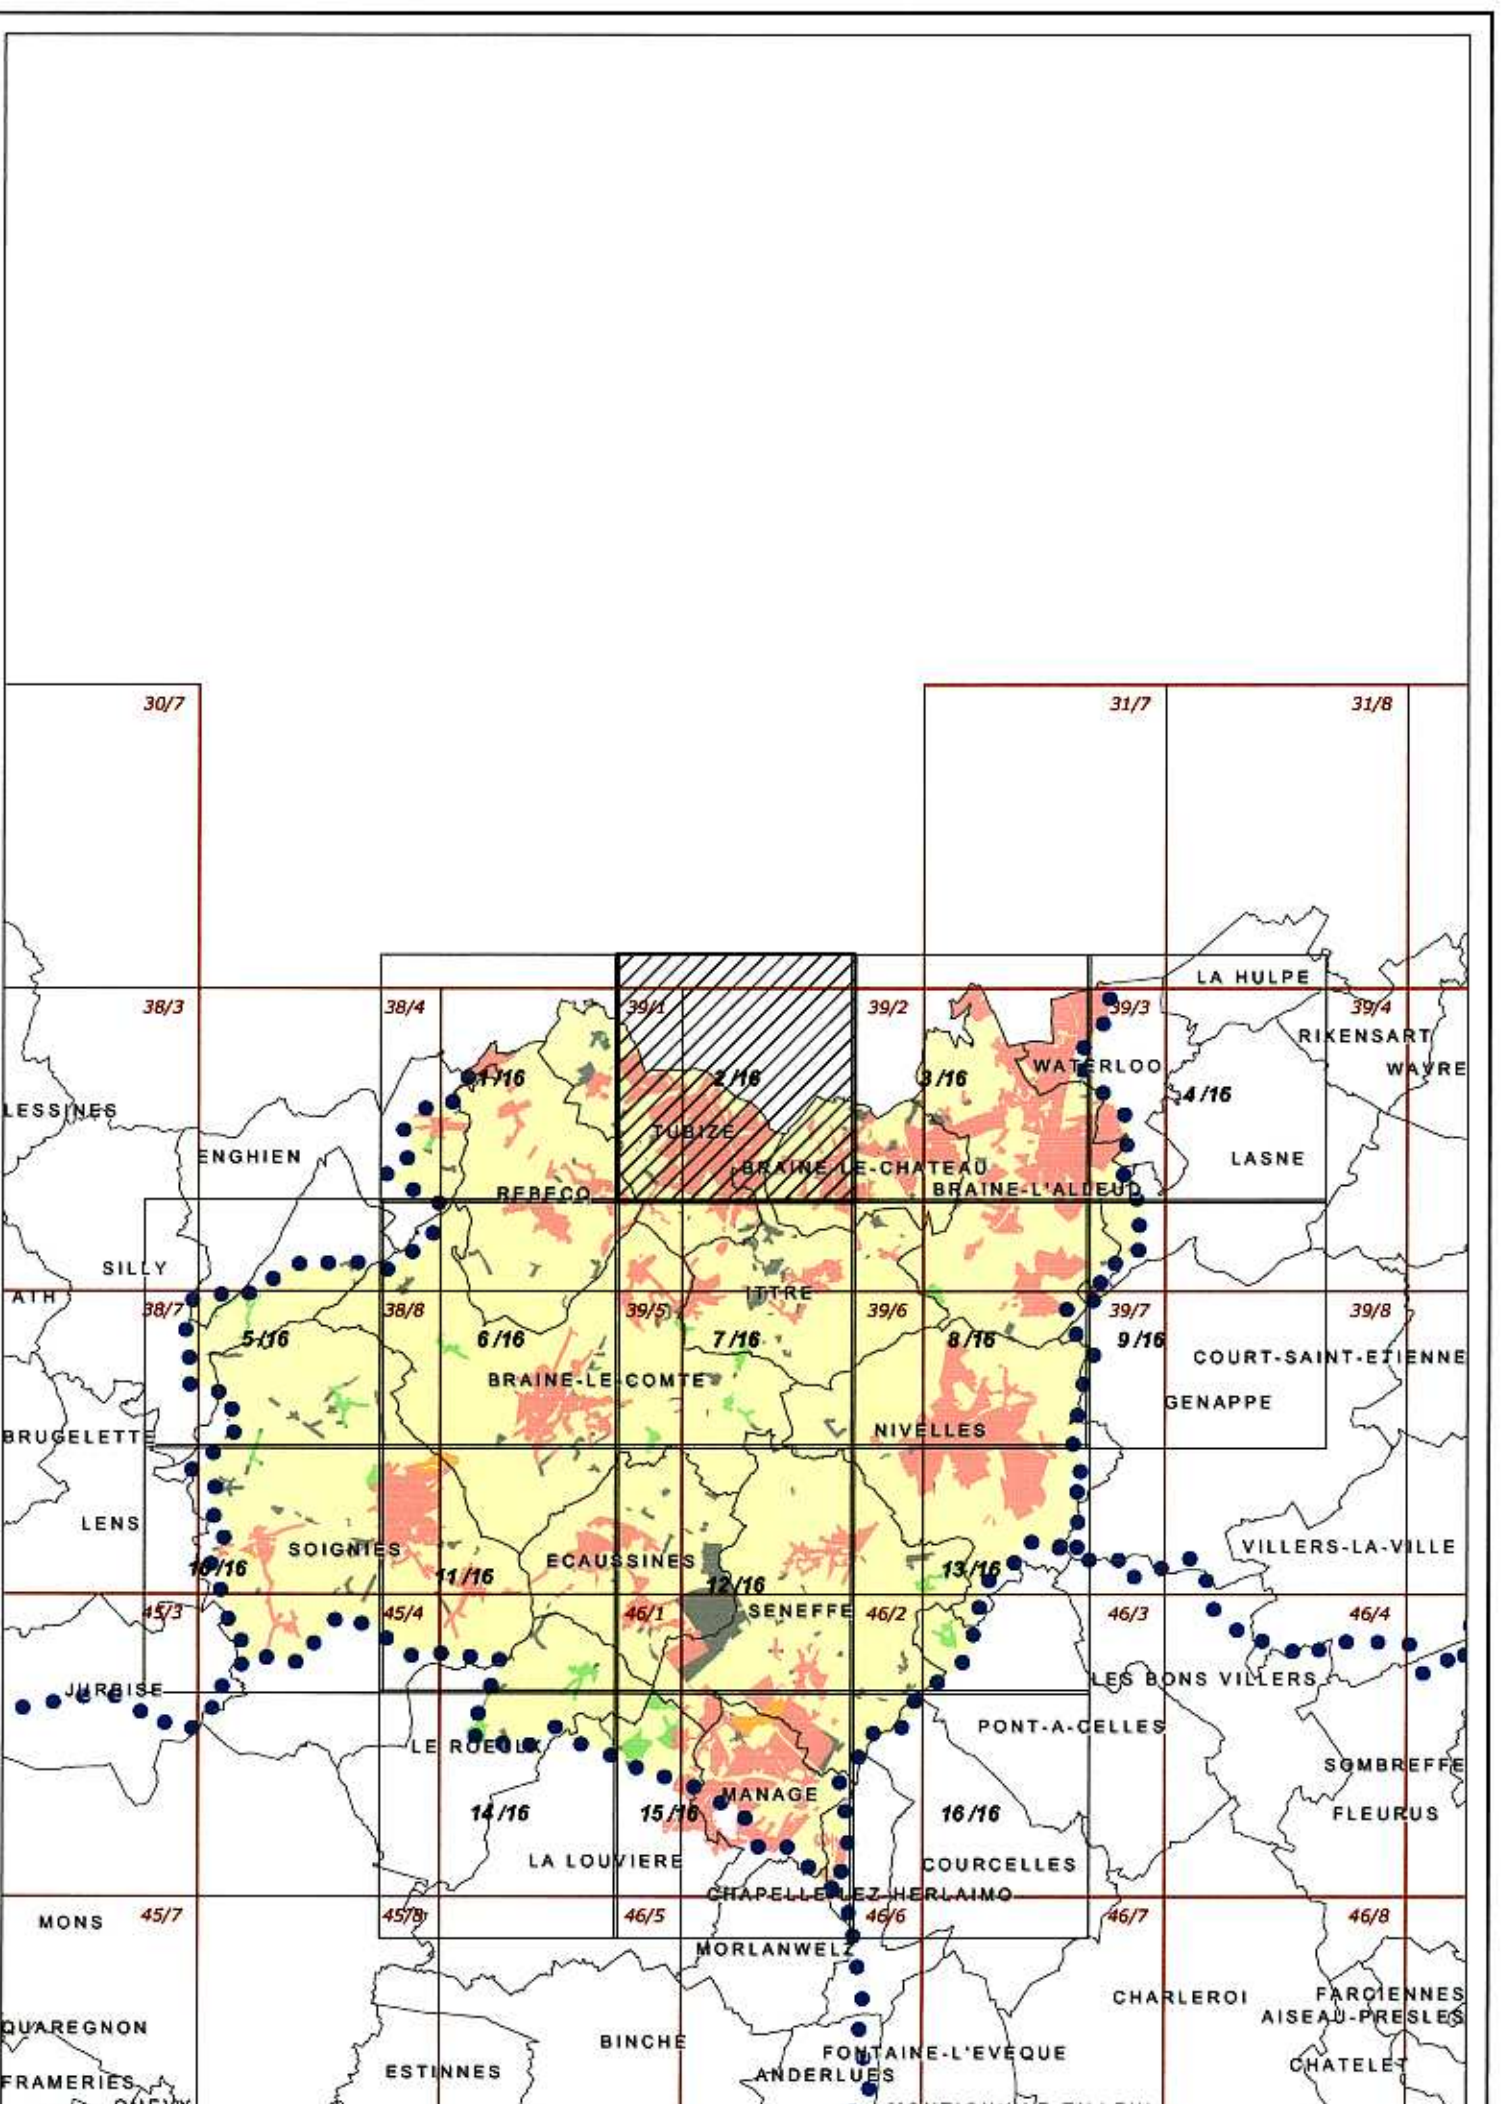 30/7
31/7
31/8
LA HULPE
38/3
38/4
39/1
39/2
39/3
39/4
RIXENSART
WATERLOO
WAVRE
1/16
2/16
3/16
4/16
LESSINES
TUBIZE
ENGHIEN
LASNE
BRAINE-LE-CHATEAU
REBECQ
BRAINE-L'ALLEUD
SILLY
ATH
ITTRE
38/7
38/8
39/5
39/6
39/7
39/8
5/16
6/16
7/16
8/16
9/16
COURT-SAINT-ETIENNE
BRAINE-LE-COMTE
GENAPPE
BRUGELETTE
NIVELLES
LENS
SOIGNIES
VILLERS-LA-VILLE
ECAUSSINES
10/16
11/16
12/16
13/16
45/3
45/4
46/1
SENEFFE
46/2
46/3
46/4
LES BONS VILLERS
JURBISE
PONT-A-CELLES
LE ROEULX
SOMBREFFE
MANAGE
14/16
15/16
16/16
FLEURUS
LA LOUVIERE
COURCELLES
CHAPELLE-LEZ-HERLAIMO
45/7
45/8
46/5
46/6
46/7
46/8
MONS
MORLANWELZ
CHARLEROI
FARCIENNES
AISEAU-PRESLES
QUAREGNON
BINCHE
FONTAINE-L'EVEQUE
CHATELET
ESTINNES
ANDERLUES
FRAMERIES